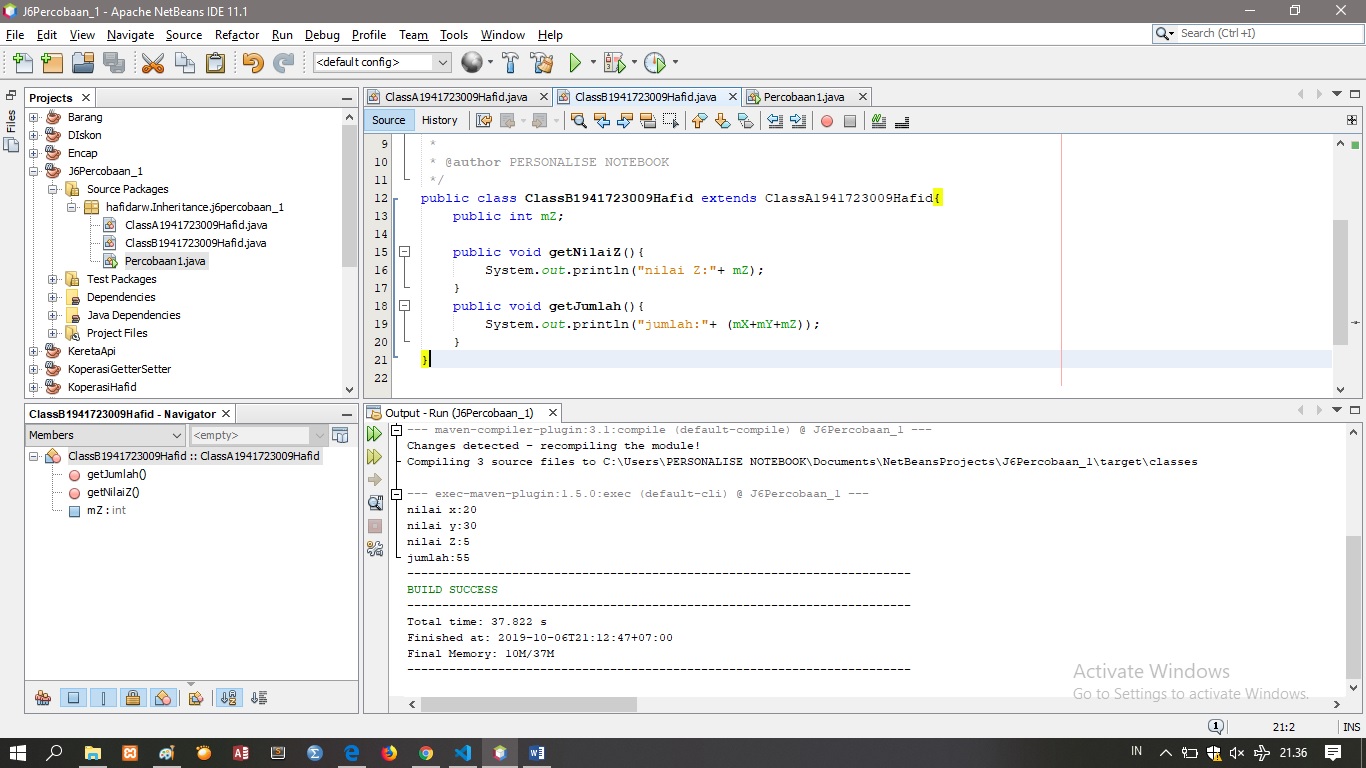 J6Percobaan_1 - Apache NetBeans IDE 11.1
File Edit View Navigate Source Refactor Run Debug Profile Team Tools Window Help
Search (Ctrl+I)
<default config>
Files
Projects
Barang
DIskon
Encap
J6Percobaan_1
Source Packages
hafidarw.Inheritance.j6percobaan_1
ClassA1941723009Hafid.java
ClassB1941723009Hafid.java
Percobaan1.java
Test Packages
Dependencies
Java Dependencies
Project Files
KeretaApi
KoperasiGetterSetter
KoperasiHafid
ClassA1941723009Hafid.java ClassB1941723009Hafid.java Percobaan1.java
Source History
9 *
10 * @author PERSONALISE NOTEBOOK
11 */
12 public class ClassB1941723009Hafid extends ClassA1941723009Hafid{
13 public int mZ;
14
15 public void getNilaiZ(){
16 System.out.println("nilai Z:"+ mZ);
17 }
18 public void getJumlah(){
19 System.out.println("jumlah:"+ (mX+mY+mZ));
20 }
21 }
22
ClassB1941723009Hafid - Navigator
Members <empty>
ClassB1941723009Hafid :: ClassA1941723009Hafid
getJumlah()
getNilaiZ()
mZ : int
Output - Run (J6Percobaan_1)
--- maven-compiler-plugin:3.1:compile (default-compile) @ J6Percobaan_1 ---
Changes detected - recompiling the module!
Compiling 3 source files to C:\Users\PERSONALISE NOTEBOOK\Documents\NetBeansProjects\J6Percobaan_1\target\classes
--- exec-maven-plugin:1.5.0:exec (default-cli) @ J6Percobaan_1 ---
nilai x:20
nilai y:30
nilai Z:5
jumlah:55
------------------------------------------------------------------------
BUILD SUCCESS
------------------------------------------------------------------------
Total time: 37.822 s
Finished at: 2019-10-06T21:12:47+07:00
Final Memory: 10M/37M
------------------------------------------------------------------------
Activate Windows
Go to Settings to activate Windows.
1 21:2 INS
IN 21.36